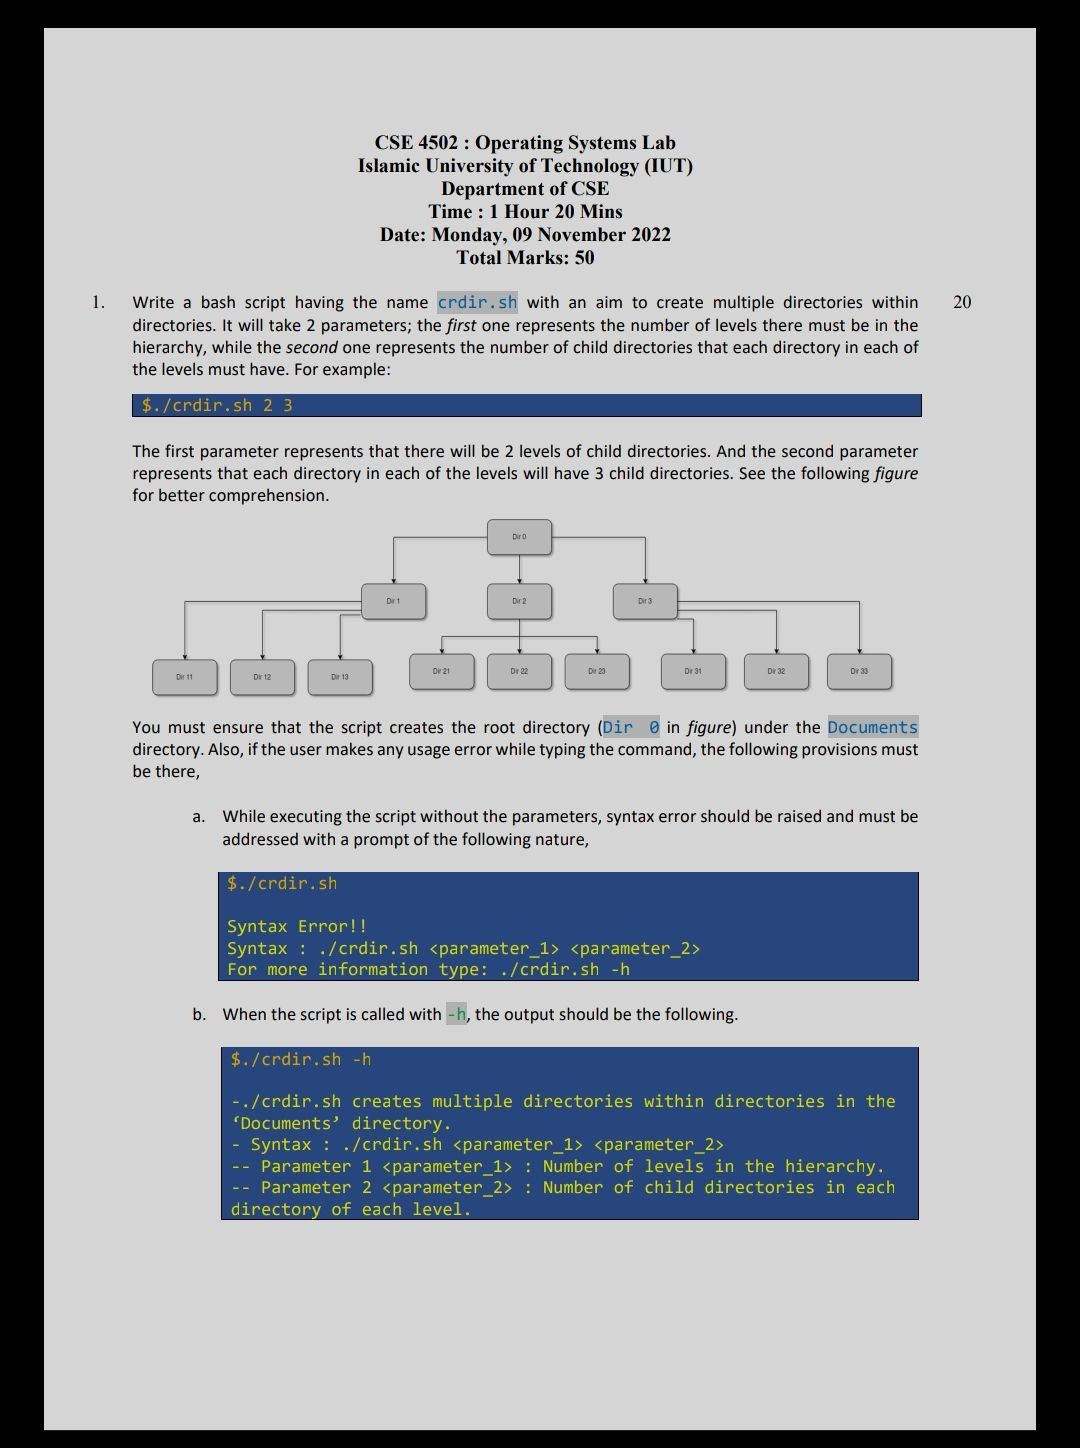 CSE 4502 : Operating Systems Lab
Islamic University of Technology (IUT)
Department of CSE
Time : 1 Hour 20 Mins
Date: Monday, 09 November 2022
Total Marks: 50
1. Write a bash script having the name crdir.sh with an aim to create multiple directories within 20
directories. It will take 2 parameters; the first one represents the number of levels there must be in the
hierarchy, while the second one represents the number of child directories that each directory in each of
the levels must have. For example:
$./crdir.sh 2 3
The first parameter represents that there will be 2 levels of child directories. And the second parameter
represents that each directory in each of the levels will have 3 child directories. See the following figure
for better comprehension.
Dir 0
Dir 1 Dir 2 Dir 3
Dir 11 Dir 12 Dir 13 Dir 21 Dir 22 Dir 23 Dir 31 Dir 32 Dir 33
You must ensure that the script creates the root directory (Dir 0 in figure) under the Documents
directory. Also, if the user makes any usage error while typing the command, the following provisions must
be there,
a. While executing the script without the parameters, syntax error should be raised and must be
addressed with a prompt of the following nature,
$./crdir.sh
Syntax Error!!
Syntax : ./crdir.sh <parameter_1> <parameter_2>
For more information type: ./crdir.sh -h
b. When the script is called with -h, the output should be the following.
$./crdir.sh -h
-./crdir.sh creates multiple directories within directories in the
‘Documents’ directory.
- Syntax : ./crdir.sh <parameter_1> <parameter_2>
-- Parameter 1 <parameter_1> : Number of levels in the hierarchy.
-- Parameter 2 <parameter_2> : Number of child directories in each
directory of each level.